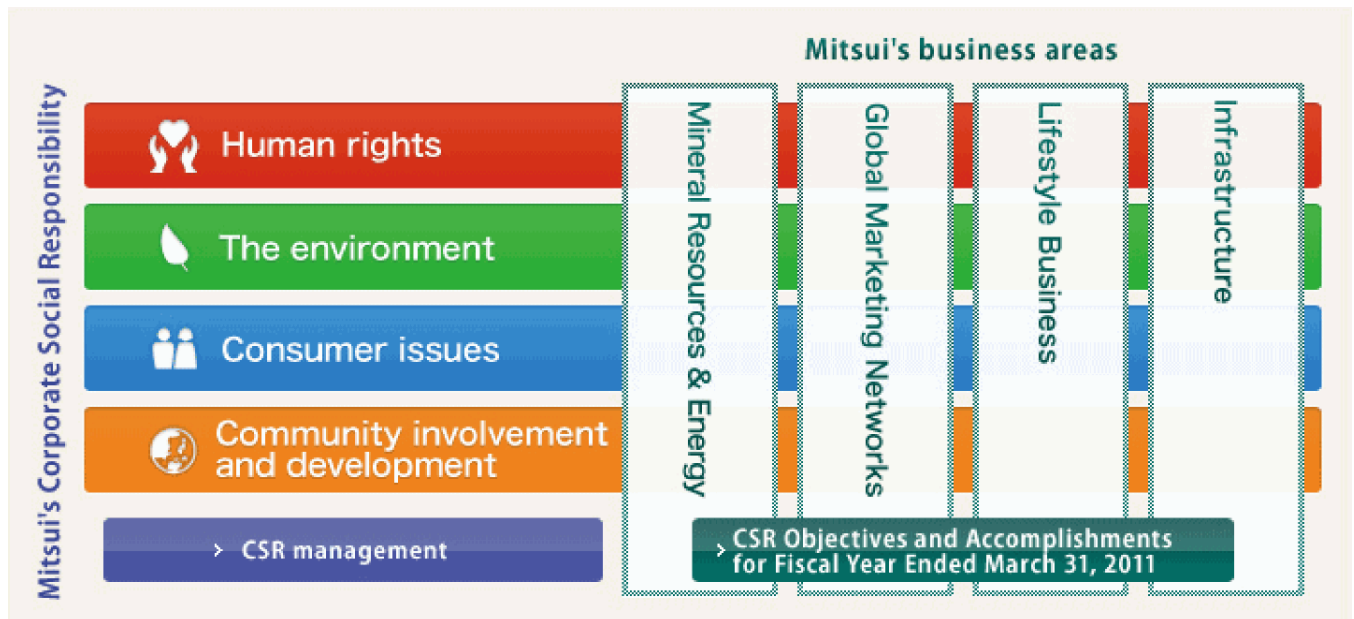 Mitsui's business areas
Mitsui's Corporate Social Responsibility
Human rights
The environment
Consumer issues
Community involvement
and development
Mineral Resources & Energy
Global Marketing Networks
Lifestyle Business
Infrastructure
› CSR management
› CSR Objectives and Accomplishments
for Fiscal Year Ended March 31, 2011